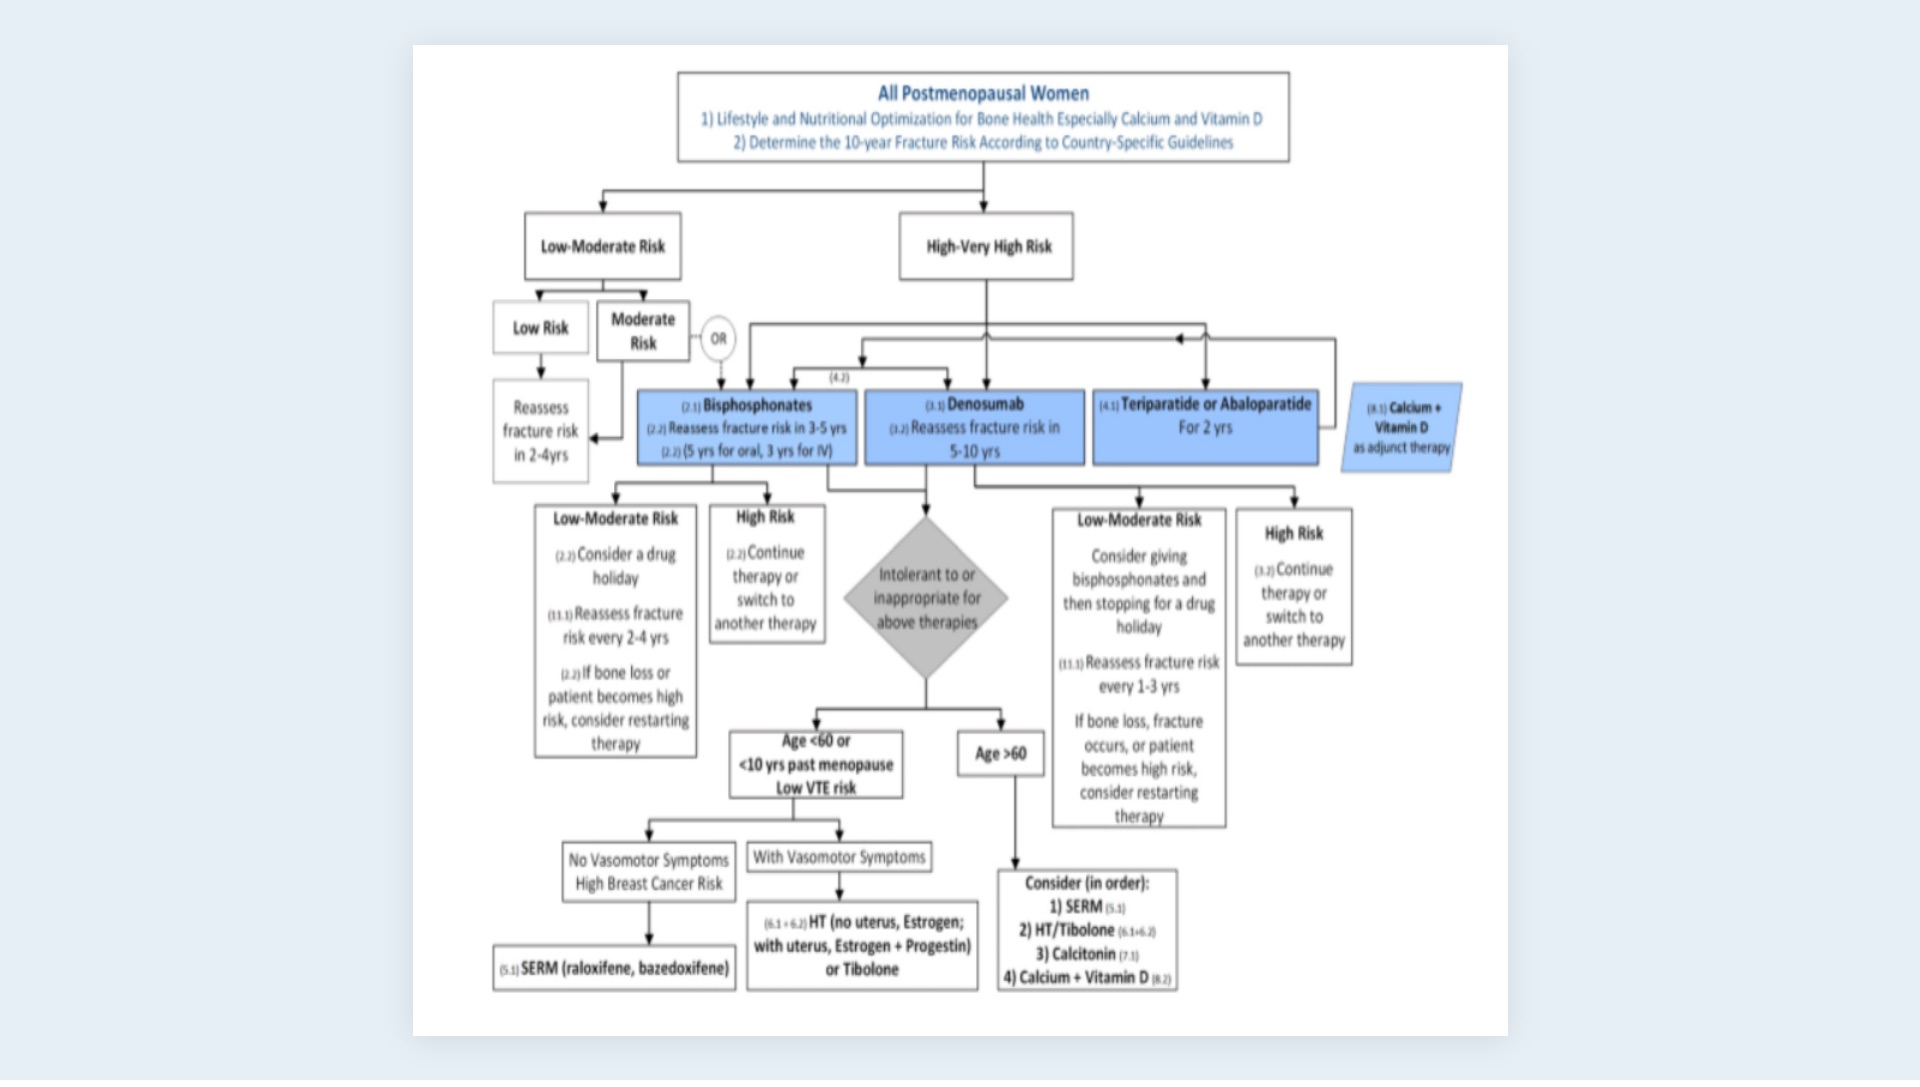 All Postmenopausal Women
1) Lifestyle and Nutritional Optimization for Bone Health Especially Calcium and Vitamin D
2) Determine the 10-year Fracture Risk According to Country-Specific Guidelines
Low-Moderate Risk
High-Very High Risk
Low Risk
Moderate
Risk
OR
Reassess
fracture risk
in 2-4yrs
(4.2)
(2.1) Bisphosphonates
(2.2) Reassess fracture risk in 3-5 yrs
(2.2) (5 yrs for oral, 3 yrs for IV)
(3.1) Denosumab
(3.2) Reassess fracture risk in
5-10 yrs
(4.1) Teriparatide or Abaloparatide
For 2 yrs
(8.1) Calcium +
Vitamin D
as adjunct therapy
Low-Moderate Risk
(2.2) Consider a drug
holiday
(11.1) Reassess fracture
risk every 2-4 yrs
(2.2) If bone loss or
patient becomes high
risk, consider restarting
therapy
High Risk
(2.2) Continue
therapy or
switch to
another therapy
Intolerant to or
inappropriate for
above therapies
Low-Moderate Risk
Consider giving
bisphosphonates and
then stopping for a drug
holiday
(11.1) Reassess fracture risk
every 1-3 yrs
If bone loss, fracture
occurs, or patient
becomes high risk,
consider restarting
therapy
High Risk
(3.2) Continue
therapy or
switch to
another therapy
Age <60 or
<10 yrs past menopause
Low VTE risk
Age >60
No Vasomotor Symptoms
High Breast Cancer Risk
With Vasomotor Symptoms
(5.1) SERM (raloxifene, bazedoxifene)
(6.1 + 6.2) HT (no uterus, Estrogen;
with uterus, Estrogen + Progestin)
or Tibolone
Consider (in order):
1) SERM (5.1)
2) HT/Tibolone (6.1+6.2)
3) Calcitonin (7.1)
4) Calcium + Vitamin D (8.2)